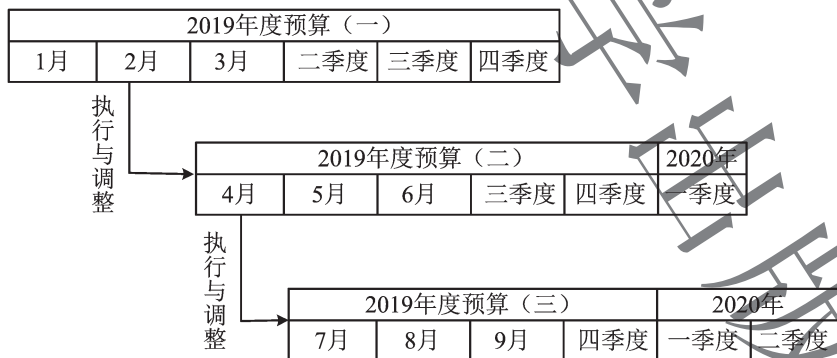 2019年度预算（一）
1月 2月 3月 二季度 三季度 四季度
执行与调整
2019年度预算（二） 2020年
4月 5月 6月 三季度 四季度 一季度
执行与调整
2019年度预算（三） 2020年
7月 8月 9月 四季度 一季度 二季度